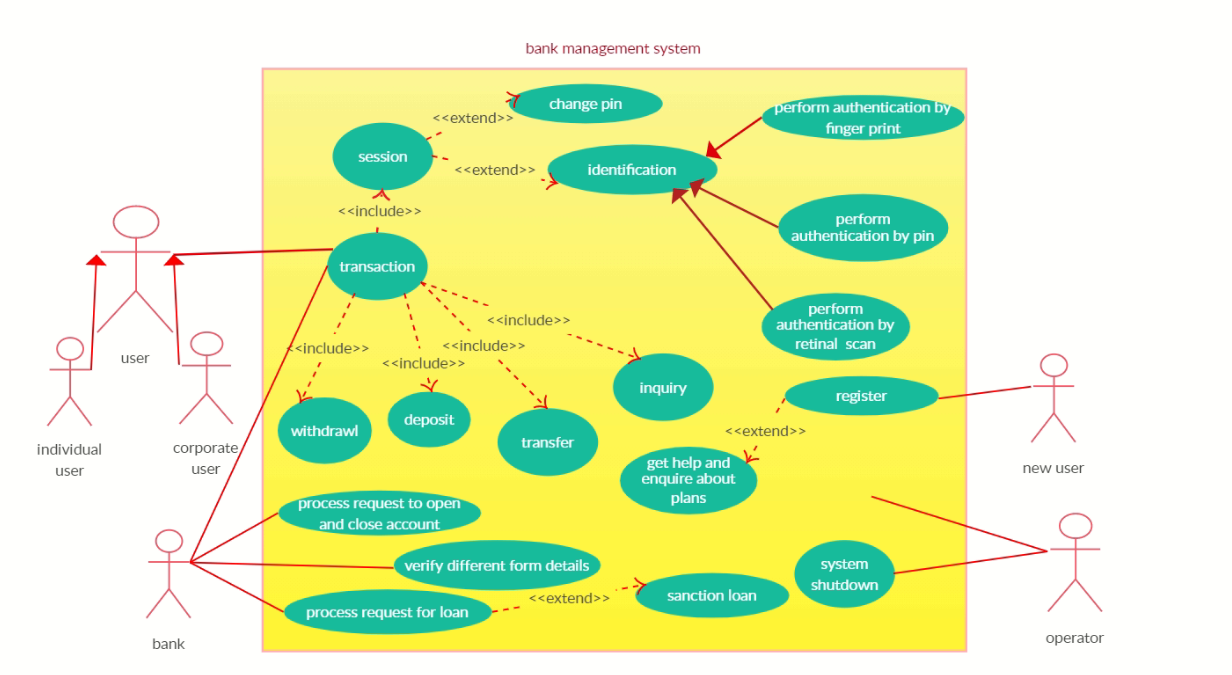 bank management system
change pin
<<extend>>
perform authentication by
finger print
session
<<extend>>
identification
<<include>>
perform
authentication by pin
transaction
<<include>>
perform
authentication by
retinal scan
<<include>>
<<include>>
<<include>>
user
inquiry
register
withdrawl
deposit
transfer
<<extend>>
individual
user
corporate
user
get help and
enquire about
plans
new user
process request to open
and close account
verify different form details
system
shutdown
<<extend>>
sanction loan
process request for loan
bank
operator